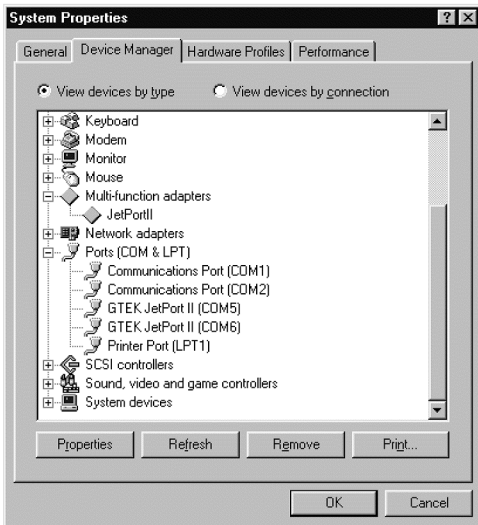 System Properties
General Device Manager Hardware Profiles Performance
View devices by type View devices by connection
Keyboard
Modem
Monitor
Mouse
Multi-function adapters
JetPortII
Network adapters
Ports (COM & LPT)
Communications Port (COM1)
Communications Port (COM2)
GTEK JetPort II (COM5)
GTEK JetPort II (COM6)
Printer Port (LPT1)
SCSI controllers
Sound, video and game controllers
System devices
Properties Refresh Remove Print...
OK Cancel